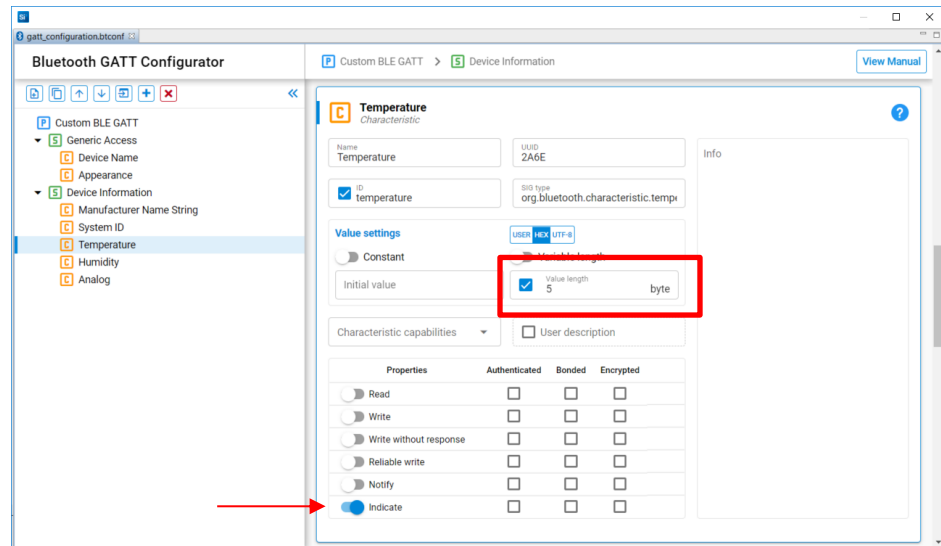 Si
gatt_configuration.btconf
Bluetooth GATT Configurator
P Custom BLE GATT > S Device Information
View Manual
P Custom BLE GATT
S Generic Access
C Device Name
C Appearance
S Device Information
C Manufacturer Name String
C System ID
C Temperature
C Humidity
C Analog
C Temperature
Characteristic
?
Name
Temperature
UUID
2A6E
Info
ID
temperature
SIG type
org.bluetooth.characteristic.tempe
Value settings
USER HEX UTF-8
Constant
Variable length
Initial value
Value length
5 byte
Characteristic capabilities
User description
Properties Authenticated Bonded Encrypted
Read
Write
Write without response
Reliable write
Notify
Indicate